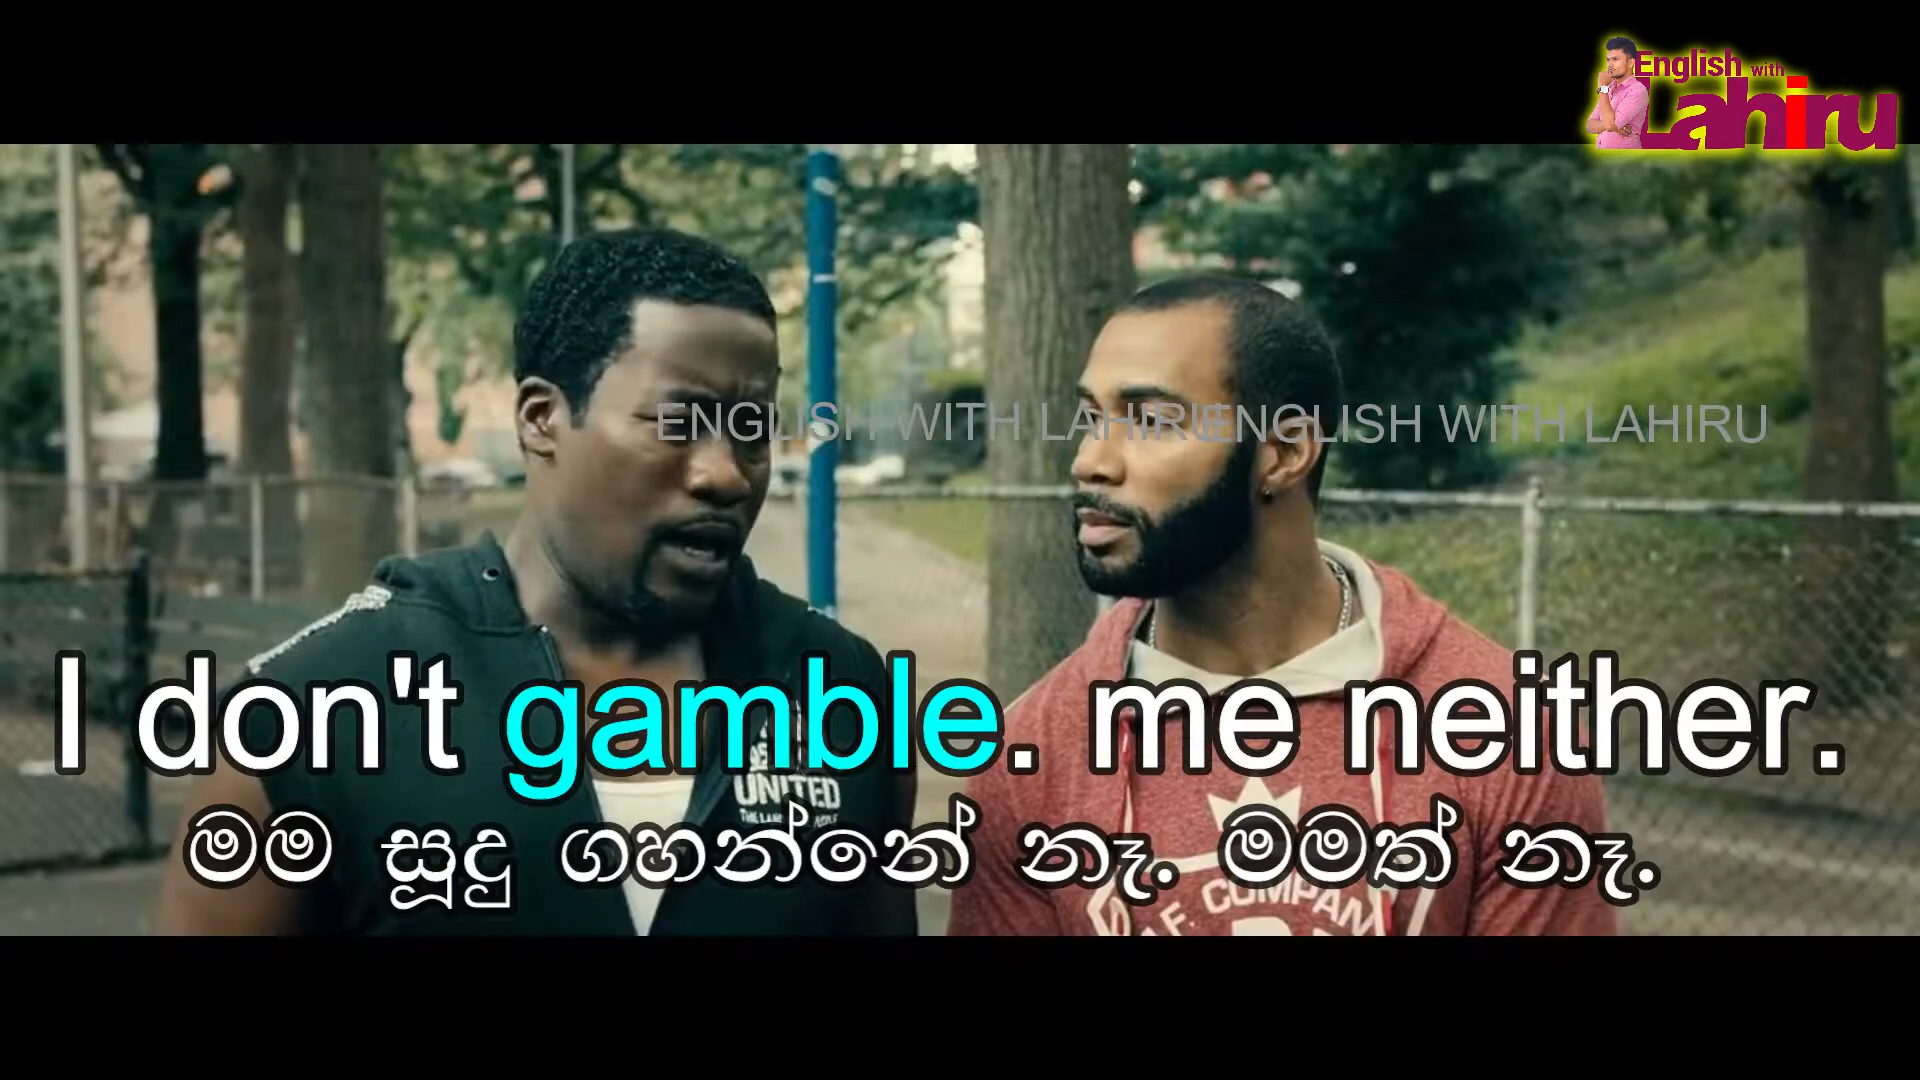 English with
Lahiru
ENGLISH WITH LAHIRU
ENGLISH WITH LAHIRU
I don't gamble. me neither.
UNITED
මම සූදු ගහන්නේ නෑ. මමත් නෑ.
COMPANY